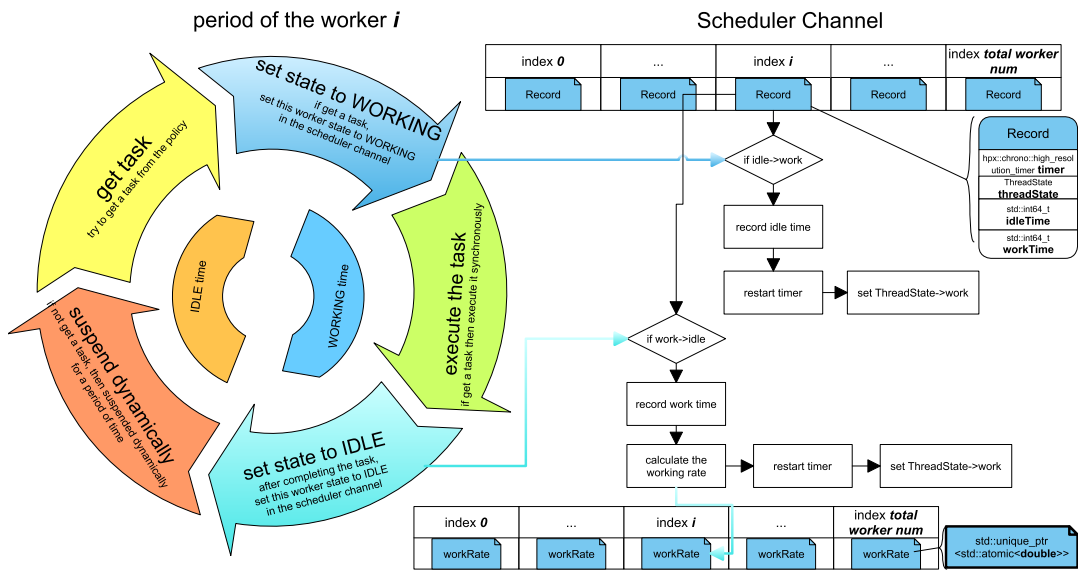 period of the worker i
Scheduler Channel
set state to WORKING
if get a task,
set this worker state to WORKING
in the scheduler channel
get task
try to get a task from the policy
execute the task
if get a task then execute it synchronously
set state to IDLE
after completing the task,
set this worker state to IDLE
in the scheduler channel
suspend dynamically
if not get a task, then suspended dynamically
for a period of time
IDLE time
WORKING time
index 0
...
index i
...
index total worker
num
Record
Record
Record
Record
Record
Record
hpx::chrono::high_resol
ution_timer timer
ThreadState
threadState
std::int64_t
idleTime
std::int64_t
workTime
if idle->work
record idle time
restart timer
set ThreadState->work
if work->idle
record work time
calculate the
working rate
restart timer
set ThreadState->work
index 0
...
index i
...
index total
worker num
workRate
workRate
workRate
workRate
workRate
std::unique_ptr
<std::atomic<double>>